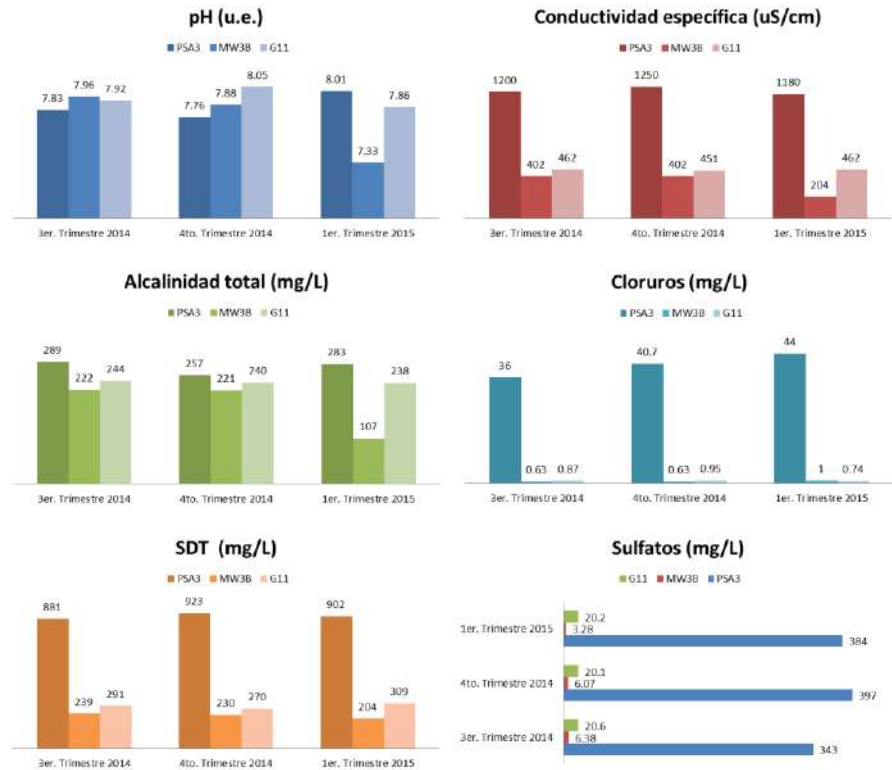 pH (u.e.)
PSA3 MW3B G11
7.83 7.96 7.92
7.76 7.88 8.05
8.01 7.33 7.86
3er. Trimestre 2014 4to. Trimestre 2014 1er. Trimestre 2015
Conductividad específica (uS/cm)
PSA3 MW3B G11
1200 402 462
1250 402 451
1180 204 462
3er. Trimestre 2014 4to. Trimestre 2014 1er. Trimestre 2015
Alcalinidad total (mg/L)
PSA3 MW3B G11
289 222 244
257 221 240
283 107 238
3er. Trimestre 2014 4to. Trimestre 2014 1er. Trimestre 2015
Cloruros (mg/L)
PSA3 MW3B G11
36 0.63 0.87
40.7 0.63 0.95
44 1 0.74
3er. Trimestre 2014 4to. Trimestre 2014 1er. Trimestre 2015
SDT (mg/L)
PSA3 MW3B G11
881 239 291
923 230 270
902 204 309
3er. Trimestre 2014 4to. Trimestre 2014 1er. Trimestre 2015
Sulfatos (mg/L)
G11 MW3B PSA3
1er. Trimestre 2015
20.2
3.28
384
4to. Trimestre 2014
20.1
6.07
397
3er. Trimestre 2014
20.6
6.38
343